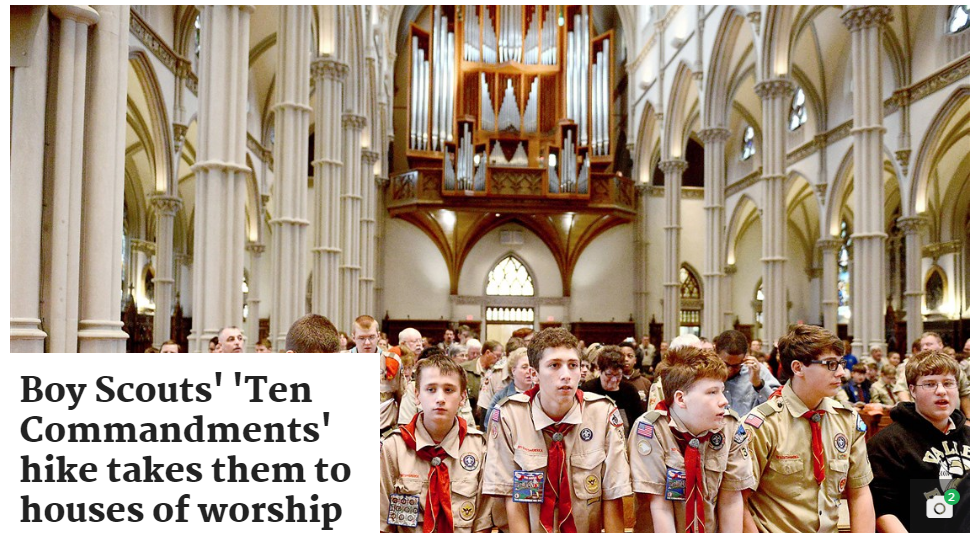 Boy Scouts' 'Ten
Commandments'
hike takes them to
houses of worship
2